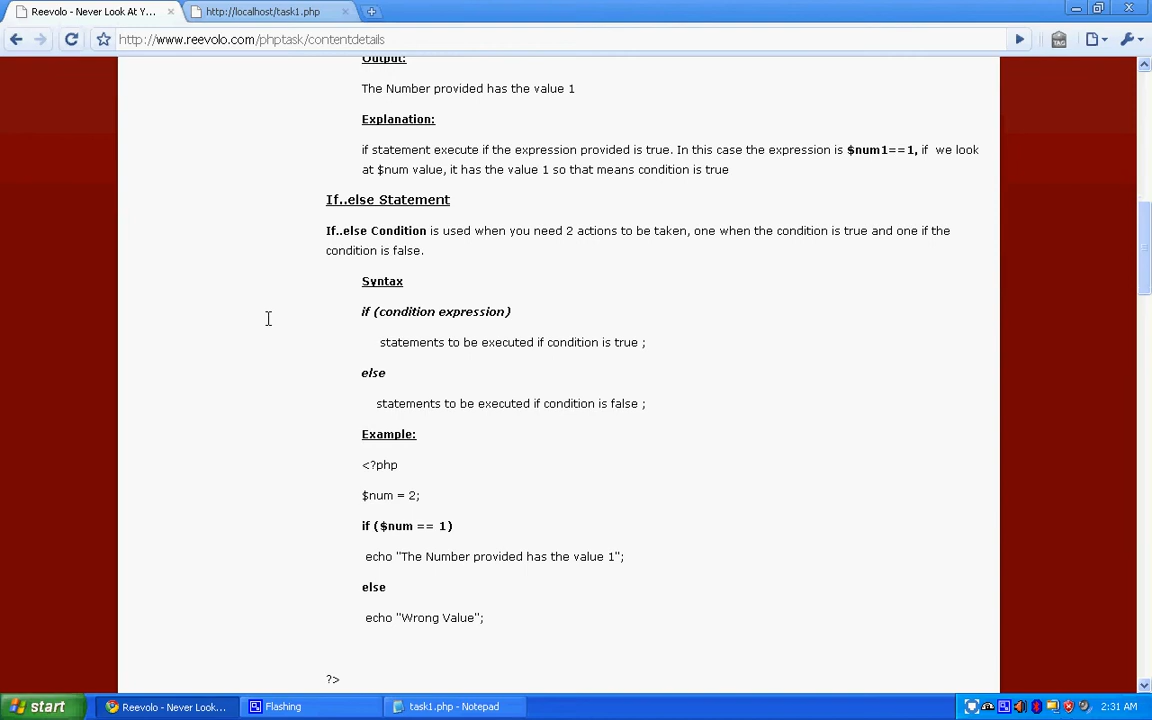 Reevolo - Never Look At Y...
http://localhost/task1.php
http://www.reevolo.com/phptask/contentdetails
TAG
Output:
The Number provided has the value 1
Explanation:
if statement execute if the expression provided is true. In this case the expression is $num1==1, if we look
at $num value, it has the value 1 so that means condition is true
If..else Statement
If..else Condition is used when you need 2 actions to be taken, one when the condition is true and one if the
condition is false.
Syntax
if (condition expression)
statements to be executed if condition is true ;
else
statements to be executed if condition is false ;
Example:
<?php
$num = 2;
if ($num == 1)
echo "The Number provided has the value 1";
else
echo "Wrong Value";
?>
start
Reevolo - Never Look...
Flashing
task1.php - Notepad
2:31 AM